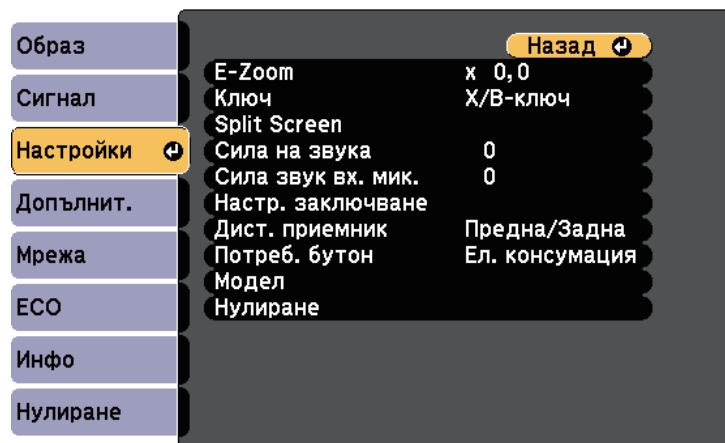 Образ
Сигнал
Настройки
Допълнит.
Мрежа
ECO
Инфо
Нулиране
Назад
E-Zoom x 0,0
Ключ Х/В-ключ
Split Screen
Сила на звука 0
Сила звук вх. мик. 0
Настр. заключване
Дист. приемник Предна/Задна
Потреб. бутон Ел. консумация
Модел
Нулиране